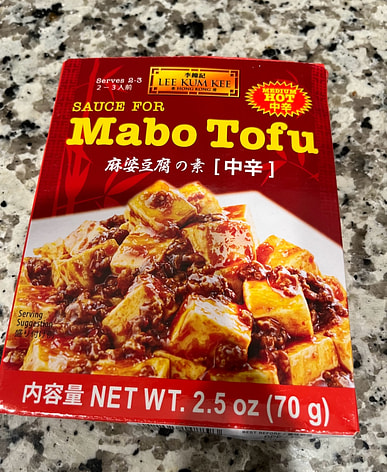 Serves 2-3
2－3人前
李錦記
LEE KUM KEE
HONG KONG
MEDIUM
HOT
中辛
SAUCE FOR
Mabo Tofu
麻婆豆腐の素 [中辛]
Serving
Suggestion
内容量 NET WT. 2.5 oz (70 g)